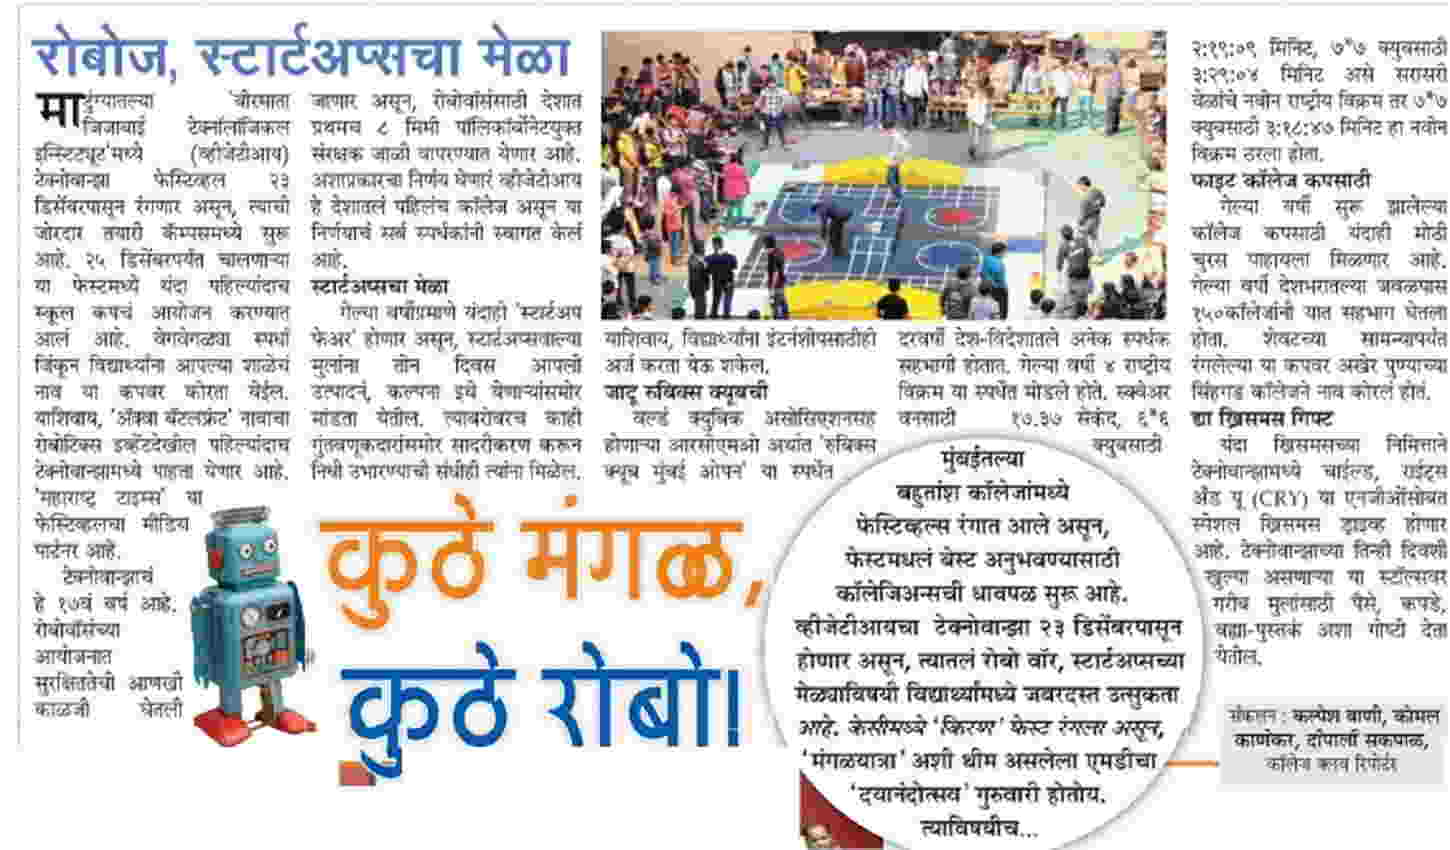 रोबोज, स्टार्टअप्सचा मेळा
माटुंग्यातल्या 'वीरमाता
जिजाबाई टेक्नॉलॉजिकल
इन्स्टिट्यूट'मध्ये (व्हीजेटीआय)
टेक्नोवान्झा फेस्टिव्हल २३
डिसेंबरपासून रंगणार असून, त्याची
जोरदार तयारी कॅम्पसमध्ये सुरू
आहे. २५ डिसेंबरपर्यंत चालणाऱ्या
या फेस्टमध्ये यंदा पहिल्यांदाच
स्कूल कपचं आयोजन करण्यात
आलं आहे. वेगवेगळ्या स्पर्धा
जिंकून विद्यार्थ्यांना आपल्या शाळेचं
नाव या कपवर कोरता येईल.
याशिवाय, 'अॅक्वा बॅटलफ्रंट' नावाचा
रोबोटिक्स इव्हेंटदेखील पहिल्यांदाच
टेक्नोवान्झामध्ये पाहता येणार आहे.
'महाराष्ट्र टाइम्स' या
फेस्टिव्हलचा मीडिया
पार्टनर आहे.
टेक्नोवान्झाचं
हे १७वं वर्ष आहे.
रोबोवॉर्सच्या
आयोजनात
सुरक्षिततेची आणखी
काळजी घेतली
जाणार असून, रोबोवॉर्ससाठी देशात
प्रथमच ८ मिमी पॉलिकार्बोनेटयुक्त
संरक्षक जाळी वापरण्यात येणार आहे.
अशाप्रकारचा निर्णय घेणारं व्हीजेटीआय
हे देशातलं पहिलंच कॉलेज असून या
निर्णयाचं सर्व स्पर्धकांनी स्वागत केलं
आहे.
स्टार्टअप्सचा मेळा
गेल्या वर्षीप्रमाणे यंदाही 'स्टार्टअप
फेअर' होणार असून, स्टार्टअप्सवाल्या
मुलांना तीन दिवस आपली
उत्पादनं, कल्पना इथे येणाऱ्यांसमोर
मांडता येतील. त्याबरोबरच काही
गुंतवणूकदारांसमोर सादरीकरण करून
निधी उभारण्याची संधीही त्यांना मिळेल.
याशिवाय, विद्यार्थ्यांना इंटर्नशीपसाठीही
अर्ज करता येऊ शकेल.
जादू रुबिक्स क्यूबची
वर्ल्ड क्युबिक असोसिएशनसह
होणाऱ्या आरसीएमओ अर्थात 'रुबिक्स
क्यूब मुंबई ओपन' या स्पर्धेत
दरवर्षी देश-विदेशातले अनेक स्पर्धक
सहभागी होतात. गेल्या वर्षी ४ राष्ट्रीय
विक्रम या स्पर्धेत मोडले होते. स्क्वेअर
वनसाठी १७.३७ सेकंद, ६*६
क्युबसाठी
२:१९:०९ मिनिट, ७*७ क्युबसाठी
३:२९:०४ मिनिट असे सरासरी
वेळांचे नवीन राष्ट्रीय विक्रम तर ७*७
क्युबसाठी ३:१८:४७ मिनिट हा नवीन
विक्रम ठरला होता.
फाइट कॉलेज कपसाठी
गेल्या वर्षी सुरू झालेल्या
कॉलेज कपसाठी यंदाही मोठी
चुरस पाहायला मिळणार आहे.
गेल्या वर्षी देशभरातल्या जवळपास
१५०कॉलेजांनी यात सहभाग घेतला
होता. शेवटच्या सामन्यापर्यंत
रंगलेल्या या कपवर अखेर पुण्याच्या
सिंहगड कॉलेजने नाव कोरलं होतं.
द्या ख्रिसमस गिफ्ट
यंदा ख्रिसमसच्या निमित्ताने
टेक्नोवान्झामध्ये चाईल्ड, राईट्स
अँड यू (CRY) या एनजीओसोबत
स्पेशल ख्रिसमस ड्राइव्ह होणार
आहे. टेक्नोवान्झाच्या तिन्ही दिवशी
खुल्या असणाऱ्या या स्टॉल्सवर
गरीब मुलांसाठी पैसे, कपडे,
वह्या-पुस्तकं अशा गोष्टी देता
येतील.
कुठे मंगळ,
कुठे रोबो!
मुंबईतल्या
बहुतांश कॉलेजांमध्ये
फेस्टिव्हल्स रंगात आले असून,
फेस्टमधलं बेस्ट अनुभवण्यासाठी
कॉलेजिअन्सची धावपळ सुरू आहे.
व्हीजेटीआयचा टेक्नोवान्झा २३ डिसेंबरपासून
होणार असून, त्यातलं रोबो वॉर, स्टार्टअप्सच्या
मेळ्याविषयी विद्यार्थ्यांमध्ये जबरदस्त उत्सुकता
आहे. केसीमध्ये 'किरण' फेस्ट रंगला असून,
'मंगळयात्रा' अशी थीम असलेला एमडीचा
'दयानंदोत्सव' गुरुवारी होतोय.
त्याविषयीच...
संकलन : कल्पेश वाणी, कोमल
काणेकर, दीपाली सकपाळ,
कॉलेज क्लब रिपोर्टर